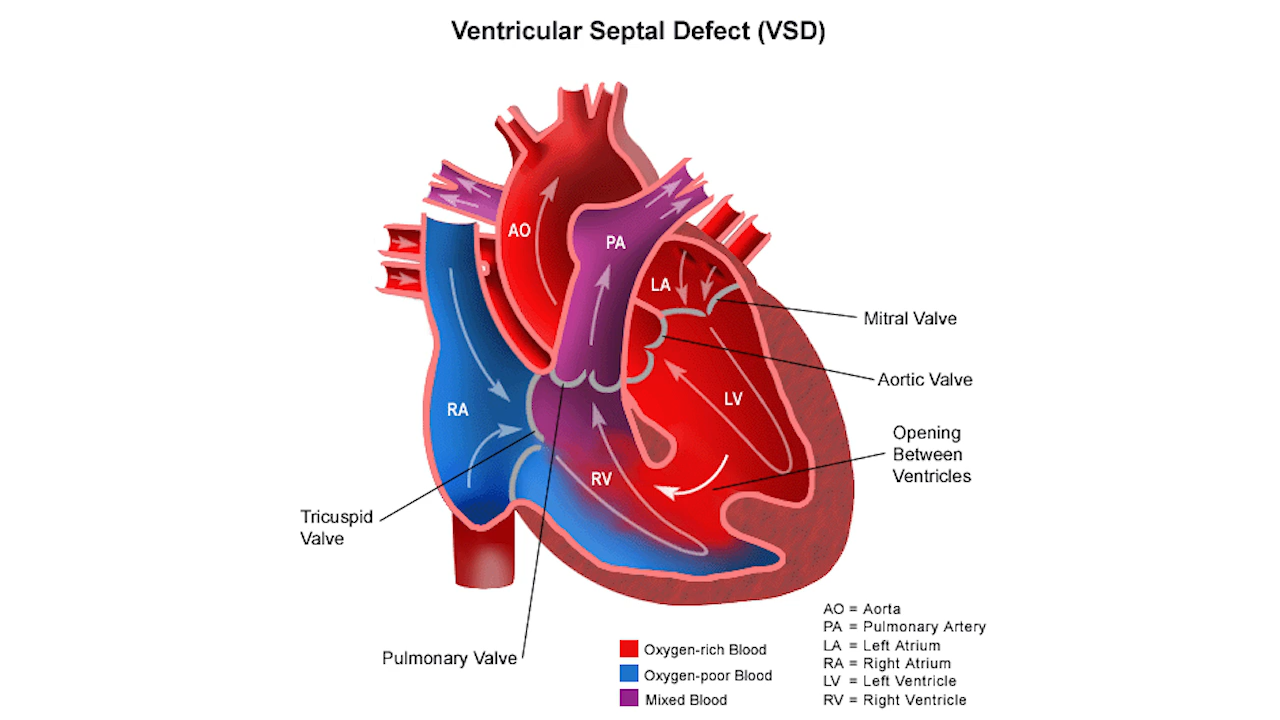 Ventricular Septal Defect (VSD)
AO
PA
LA
Mitral Valve
Aortic Valve
LV
RA
Opening
Between
Ventricles
RV
Tricuspid
Valve
Pulmonary Valve
Oxygen-rich Blood
Oxygen-poor Blood
Mixed Blood
AO = Aorta
PA = Pulmonary Artery
LA = Left Atrium
RA = Right Atrium
LV = Left Ventricle
RV = Right Ventricle